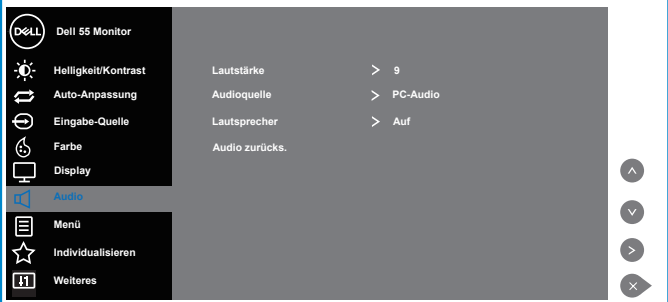 DELL
Dell 55 Monitor
Helligkeit/Kontrast
Auto-Anpassung
Eingabe-Quelle
Farbe
Display
Audio
Menü
Individualisieren
Weiteres
Lautstärke > 9
Audioquelle > PC-Audio
Lautsprecher > Auf
Audio zurücks.